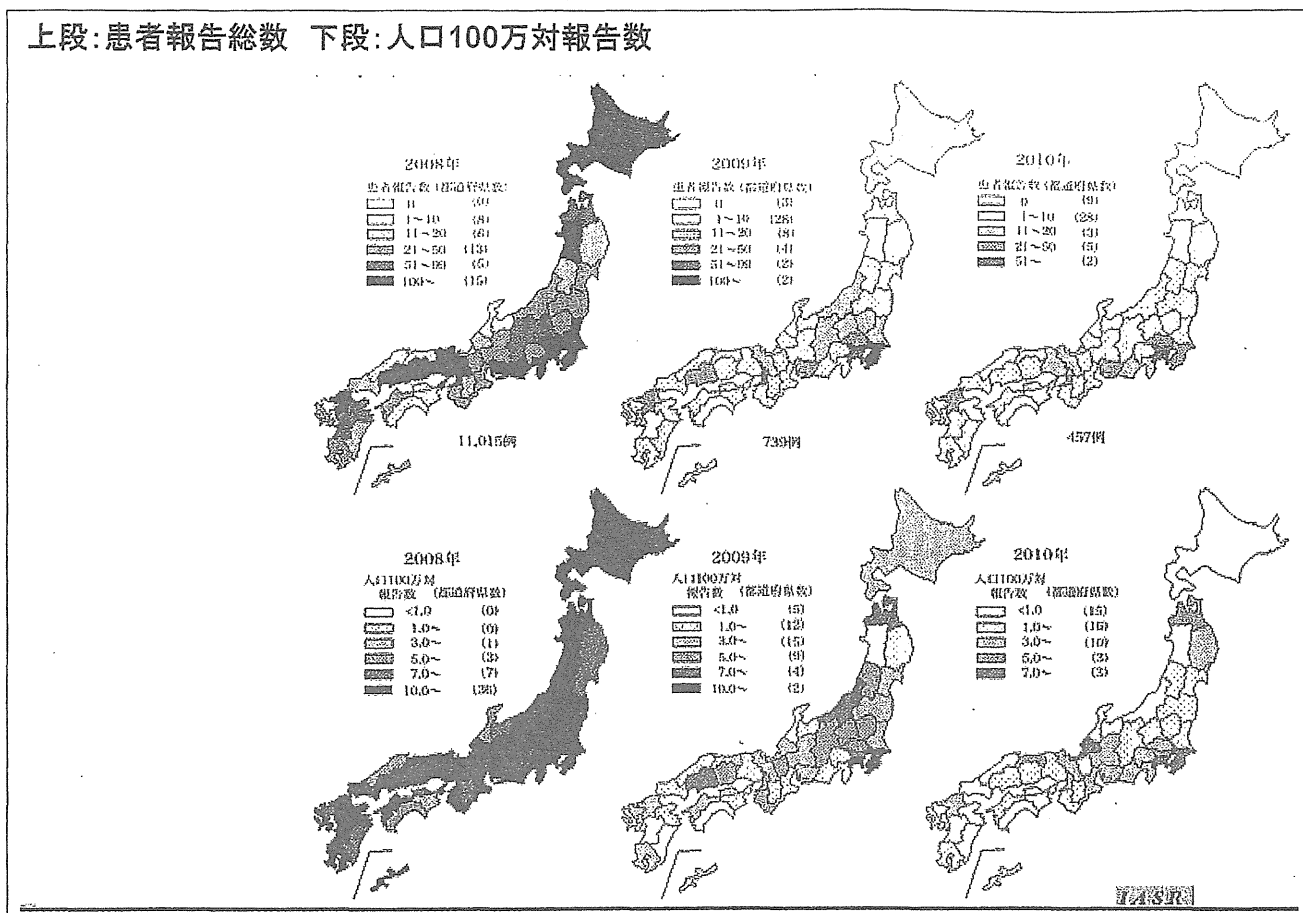 上段:患者報告総数 下段:人口100万対報告数
2008年
患者報告数 (都道府県数)
0 (0)
1~10 (8)
11~20 (6)
21~50 (13)
51~99 (5)
100~ (15)
11,015例
2009年
患者報告数 (都道府県数)
0 (3)
1~10 (28)
11~20 (8)
21~50 (4)
51~99 (2)
100~ (2)
739例
2010年
患者報告数 (都道府県数)
0 (9)
1~10 (28)
11~20 (3)
21~50 (5)
51~ (2)
457例
2008年
人口100万対
報告数 (都道府県数)
<1.0 (0)
1.0~ (0)
3.0~ (1)
5.0~ (3)
7.0~ (7)
10.0~ (36)
2009年
人口100万対
報告数 (都道府県数)
<1.0 (5)
1.0~ (12)
3.0~ (15)
5.0~ (9)
7.0~ (4)
10.0~ (2)
2010年
人口100万対
報告数 (都道府県数)
<1.0 (15)
1.0~ (16)
3.0~ (10)
5.0~ (3)
7.0~ (3)
IASR